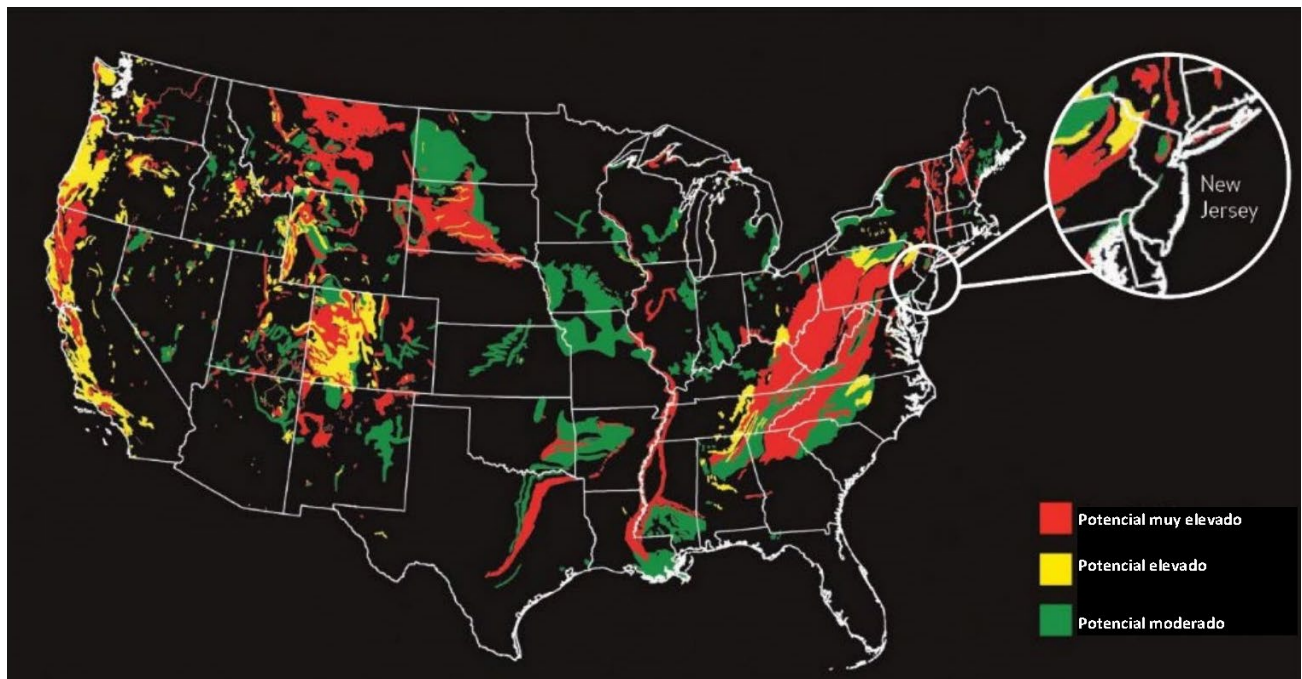 New
Jersey
Potencial muy elevado
Potencial elevado
Potencial moderado